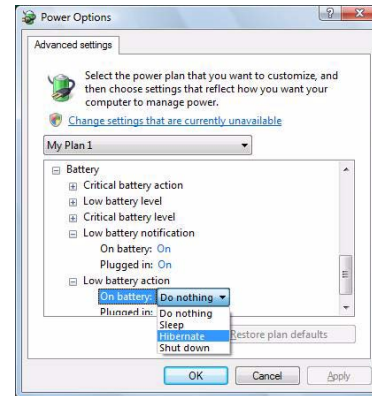 Power Options
Advanced settings
Select the power plan that you want to customize, and
then choose settings that reflect how you want your
computer to manage power.
Change settings that are currently unavailable
My Plan 1
Battery
Critical battery action
Low battery level
Critical battery level
Low battery notification
On battery: On
Plugged in: On
Low battery action
On battery: Do nothing
Plugged in: Do nothing
Sleep
Hibernate
Shut down
Restore plan defaults
OK Cancel Apply